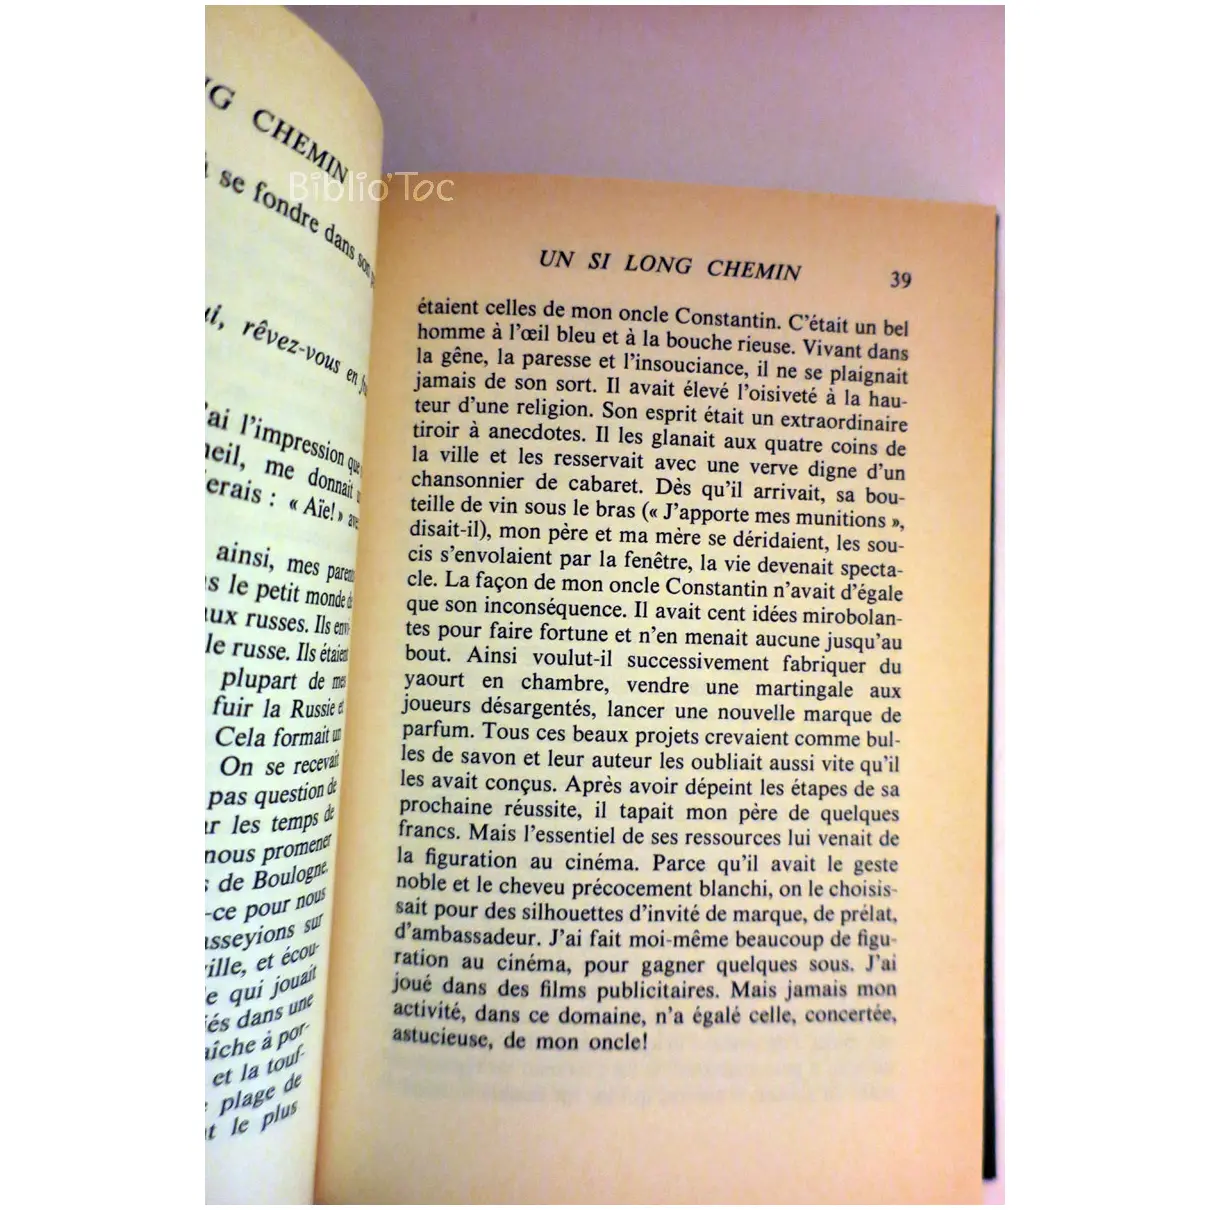 NG CHEMIN
se fondre dans son
rêvez-vous en
j'ai l'impression que
me donnait
: « Aïe! »
ainsi, mes parents
le petit monde
russes. Ils
le russe. Ils étaient
plupart de mes
fuir la Russie et
Cela formait un
On se recevait
pas question de
les temps de
nous promener
de Boulogne.
-ce pour nous
asseyions sur
ville, et écou-
qui jouait
dans une
à por-
et la touf-
plage de
le plus
Biblio'Toc
UN SI LONG CHEMIN 39
étaient celles de mon oncle Constantin. C'était un bel
homme à l'œil bleu et à la bouche rieuse. Vivant dans
la gêne, la paresse et l'insouciance, il ne se plaignait
jamais de son sort. Il avait élevé l'oisiveté à la hau-
teur d'une religion. Son esprit était un extraordinaire
tiroir à anecdotes. Il les glanait aux quatre coins de
la ville et les resservait avec une verve digne d'un
chansonnier de cabaret. Dès qu'il arrivait, sa bou-
teille de vin sous le bras (« J'apporte mes munitions »,
disait-il), mon père et ma mère se déridaient, les sou-
cis s'envolaient par la fenêtre, la vie devenait specta-
cle. La façon de mon oncle Constantin n'avait d'égale
que son inconséquence. Il avait cent idées mirobolan-
tes pour faire fortune et n'en menait aucune jusqu'au
bout. Ainsi voulut-il successivement fabriquer du
yaourt en chambre, vendre une martingale aux
joueurs désargentés, lancer une nouvelle marque de
parfum. Tous ces beaux projets crevaient comme bul-
les de savon et leur auteur les oubliait aussi vite qu'il
les avait conçus. Après avoir dépeint les étapes de sa
prochaine réussite, il tapait mon père de quelques
francs. Mais l'essentiel de ses ressources lui venait de
la figuration au cinéma. Parce qu'il avait le geste
noble et le cheveu précocement blanchi, on le choisis-
sait pour des silhouettes d'invité de marque, de prélat,
d'ambassadeur. J'ai fait moi-même beaucoup de figu-
ration au cinéma, pour gagner quelques sous. J'ai
joué dans des films publicitaires. Mais jamais mon
activité, dans ce domaine, n'a égalé celle, concertée,
astucieuse, de mon oncle!